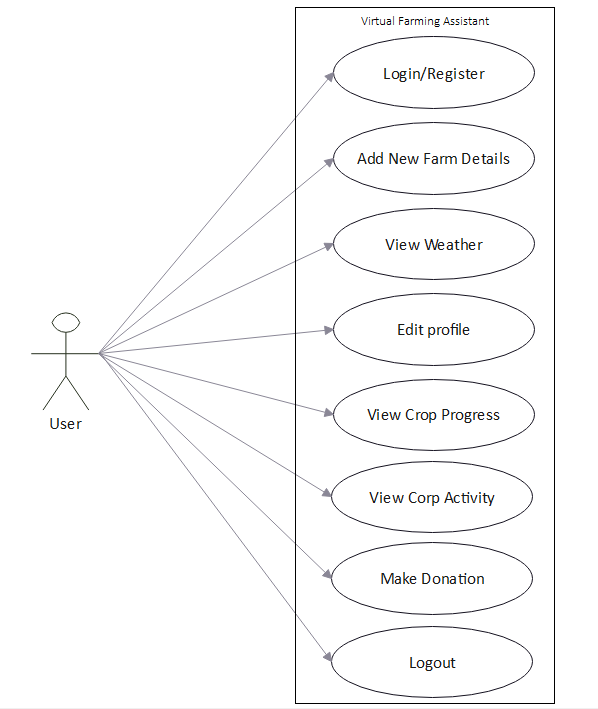 Virtual Farming Assistant
Login/Register
Add New Farm Details
View Weather
Edit profile
View Crop Progress
User
View Corp Activity
Make Donation
Logout